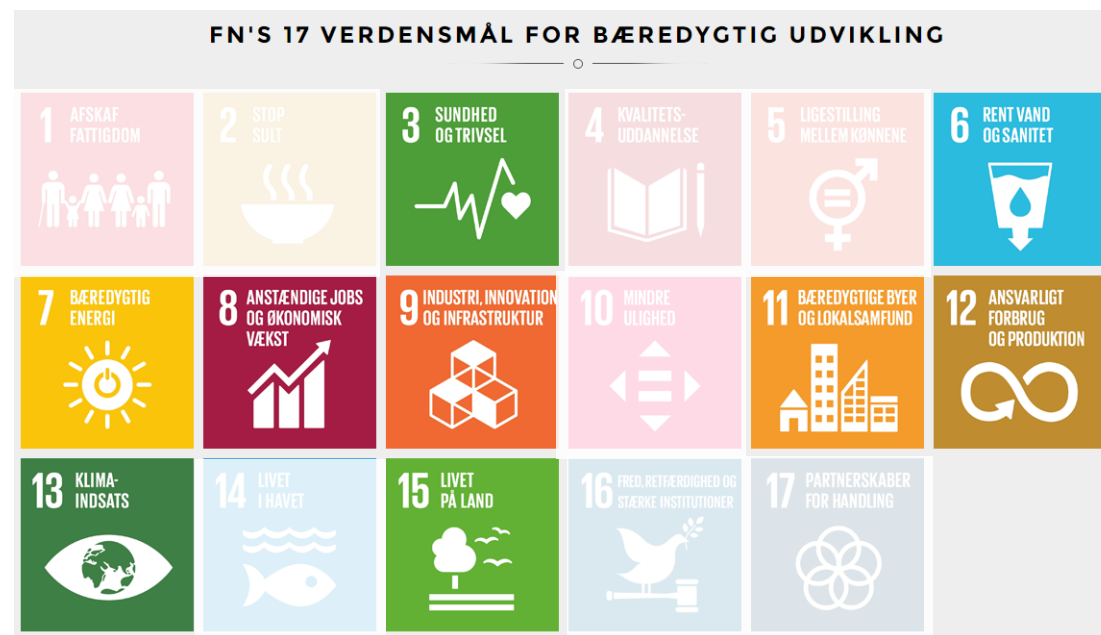 FN'S 17 VERDENSMÅL FOR BÆREDYGTIG UDVIKLING
1 AFSKAF
FATTIGDOM
2 STOP
SULT
3 SUNDHED
OG TRIVSEL
4 KVALITETS-
UDDANNELSE
5 LIGESTILLING
MELLEM KØNNENE
6 RENT VAND
OG SANITET
7 BÆREDYGTIG
ENERGI
8 ANSTÆNDIGE JOBS
OG ØKONOMISK
VÆKST
9 INDUSTRI, INNOVATION
OG INFRASTRUKTUR
10 MINDRE
ULIGHED
11 BÆREDYGTIGE BYER
OG LOKALSAMFUND
12 ANSVARLIGT
FORBRUG
OG PRODUKTION
13 KLIMA-
INDSATS
14 LIVET
I HAVET
15 LIVET
PÅ LAND
16 FRED, RETFÆRDIGHED OG
STÆRKE INSTITUTIONER
17 PARTNERSKABER
FOR HANDLING